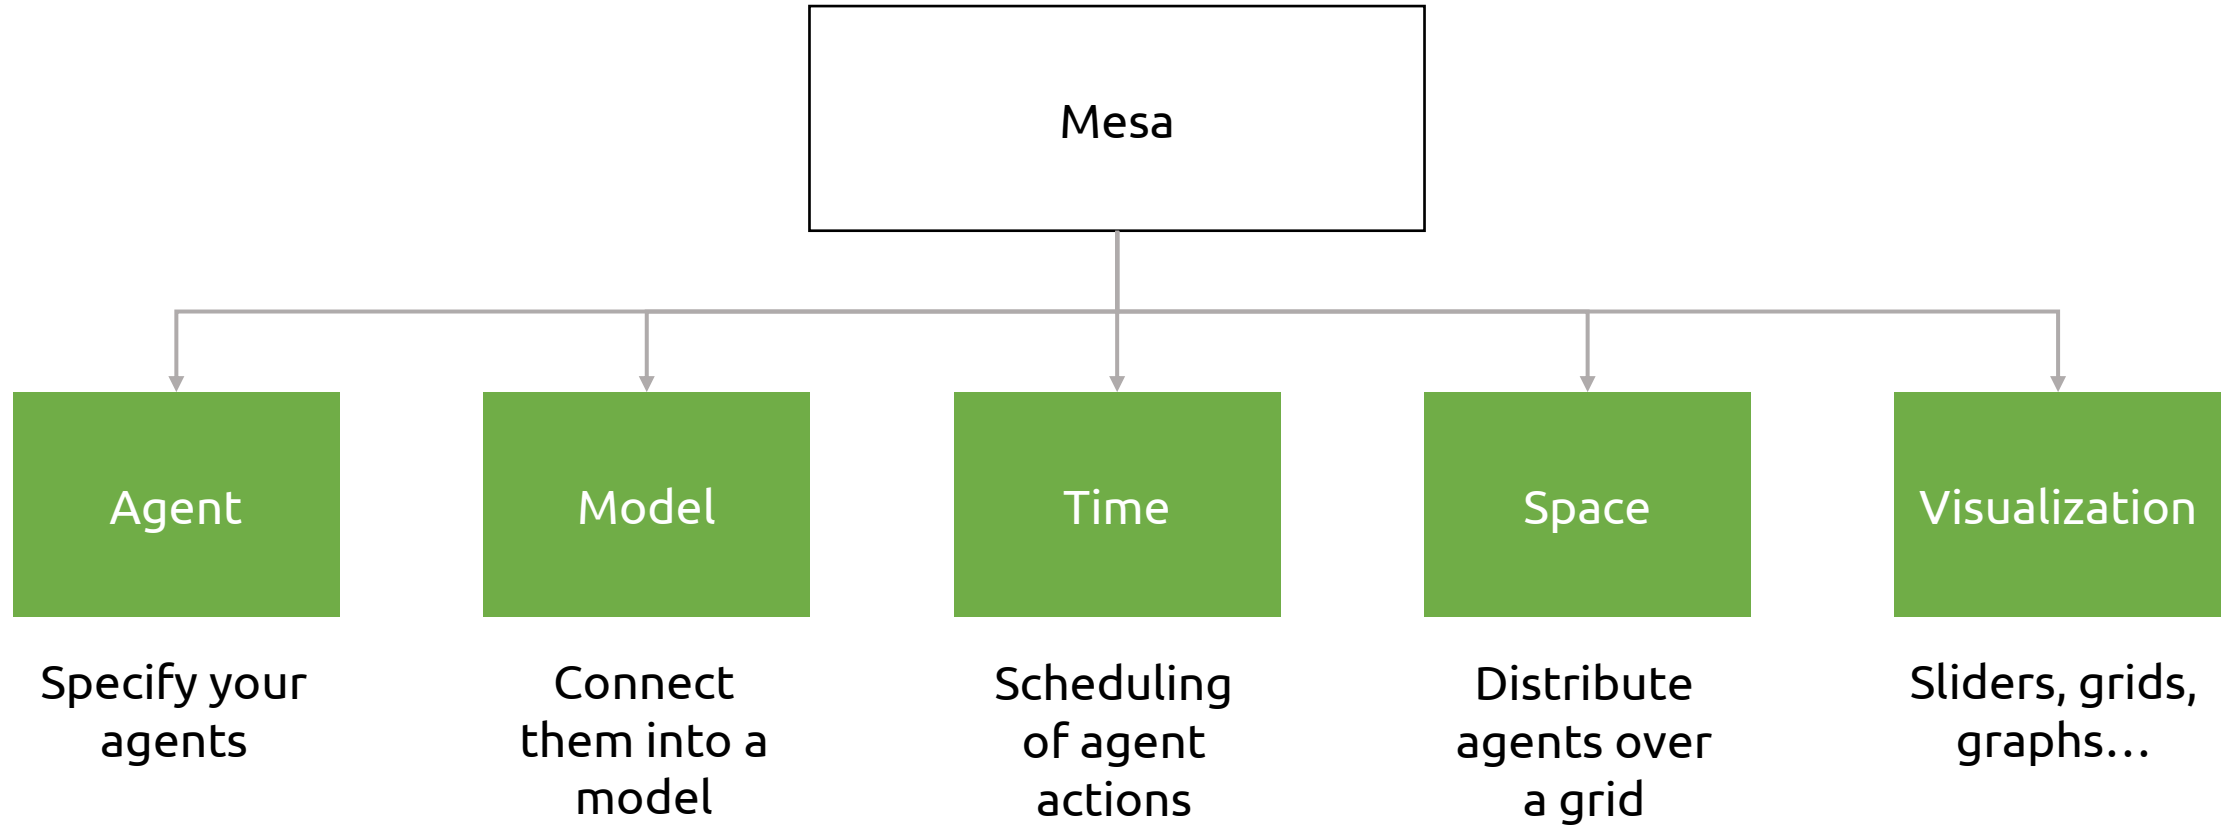 Mesa
Agent
Model
Time
Space
Visualization
Specify your
agents
Connect
them into a
model
Scheduling
of agent
actions
Distribute
agents over
a grid
Sliders, grids,
graphs...